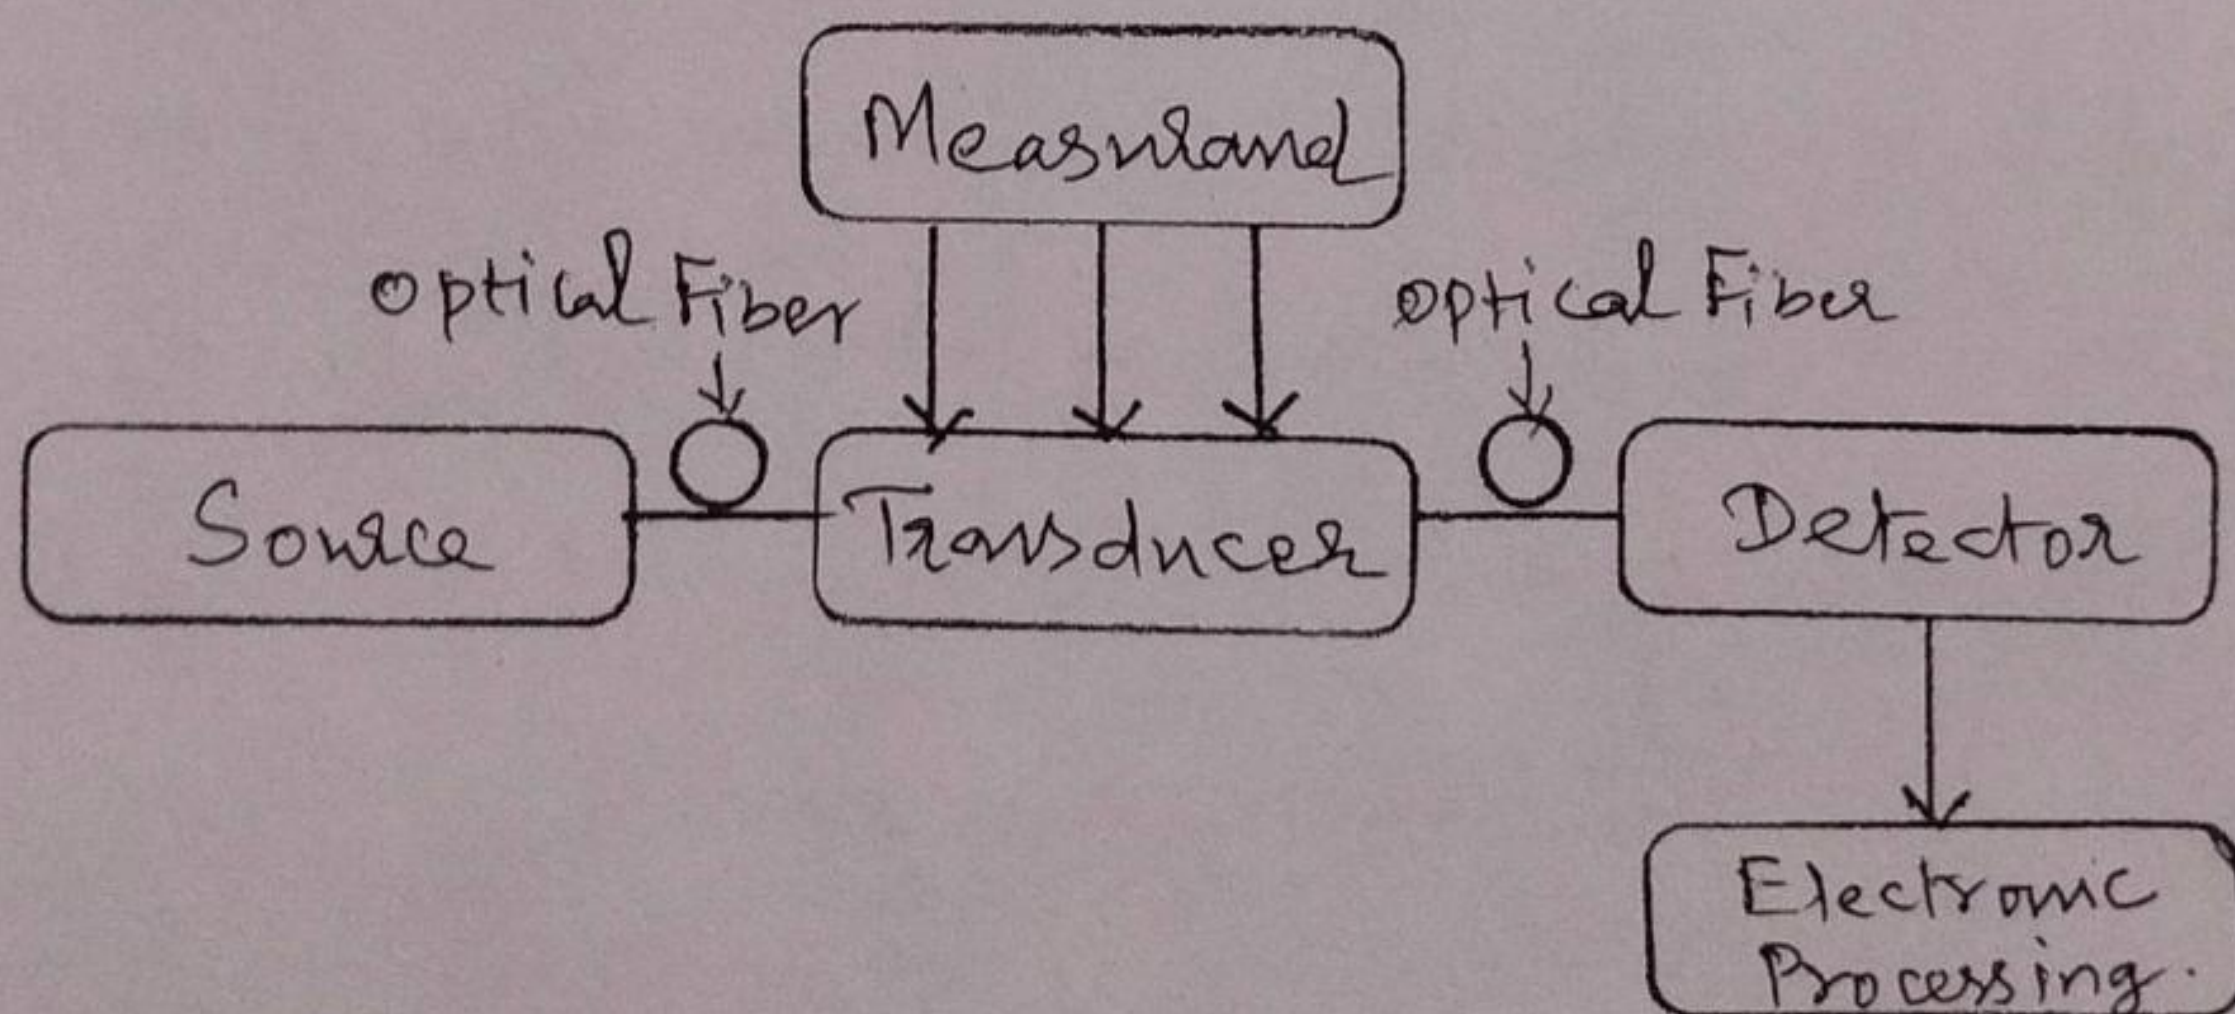 Measurand
Optical Fiber
Optical Fiber
Source
Transducer
Detector
Electronic
Processing.